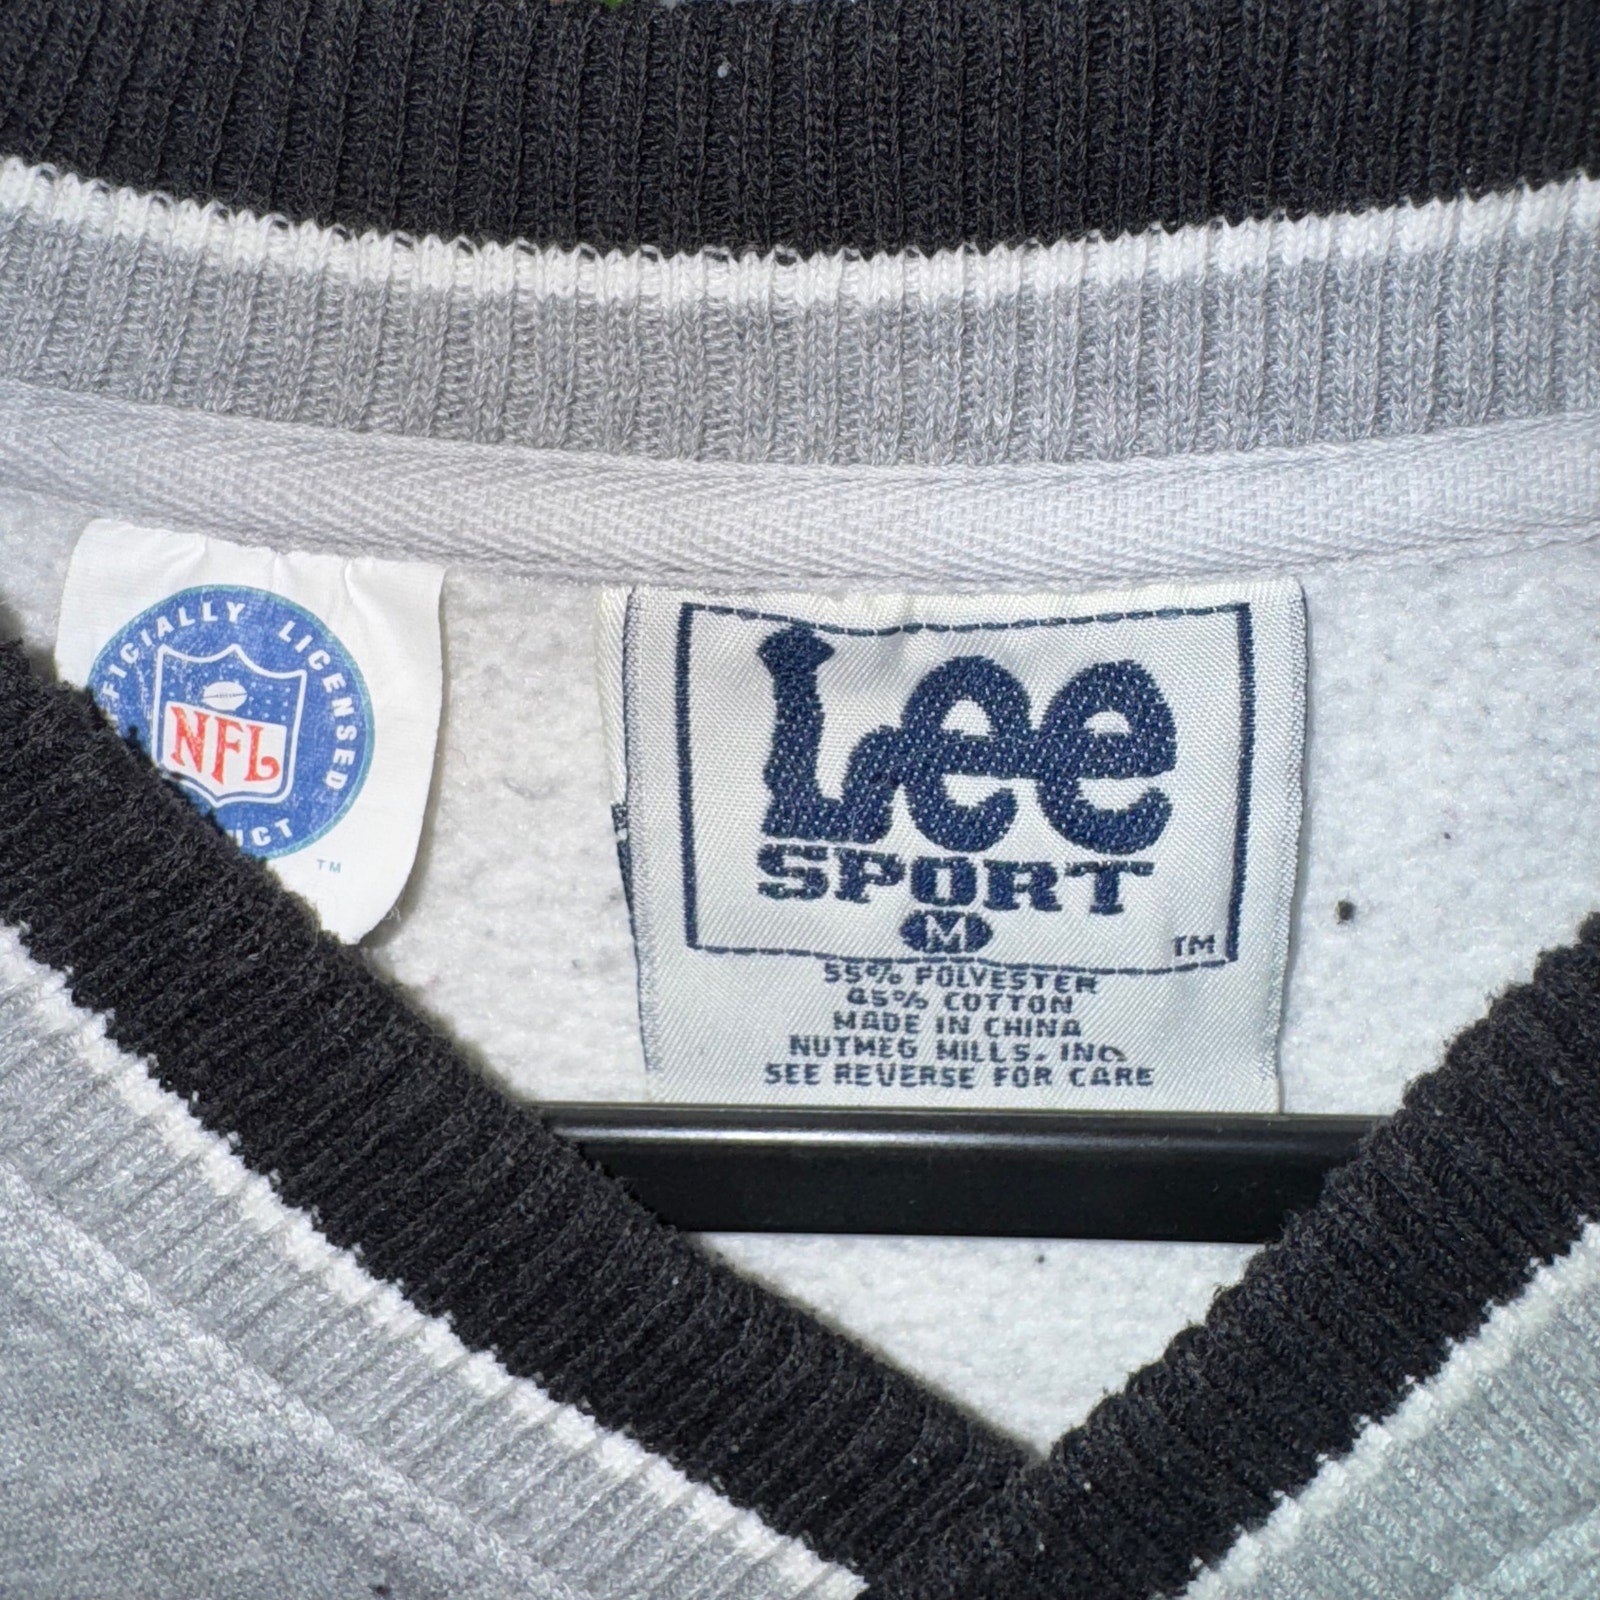 LICENSED
NFL
TM
Lee
SPORT
M
TM
55% POLYESTER
45% COTTON
MADE IN CHINA
NUTMEG MILLS, INC
SEE REVERSE FOR CARE